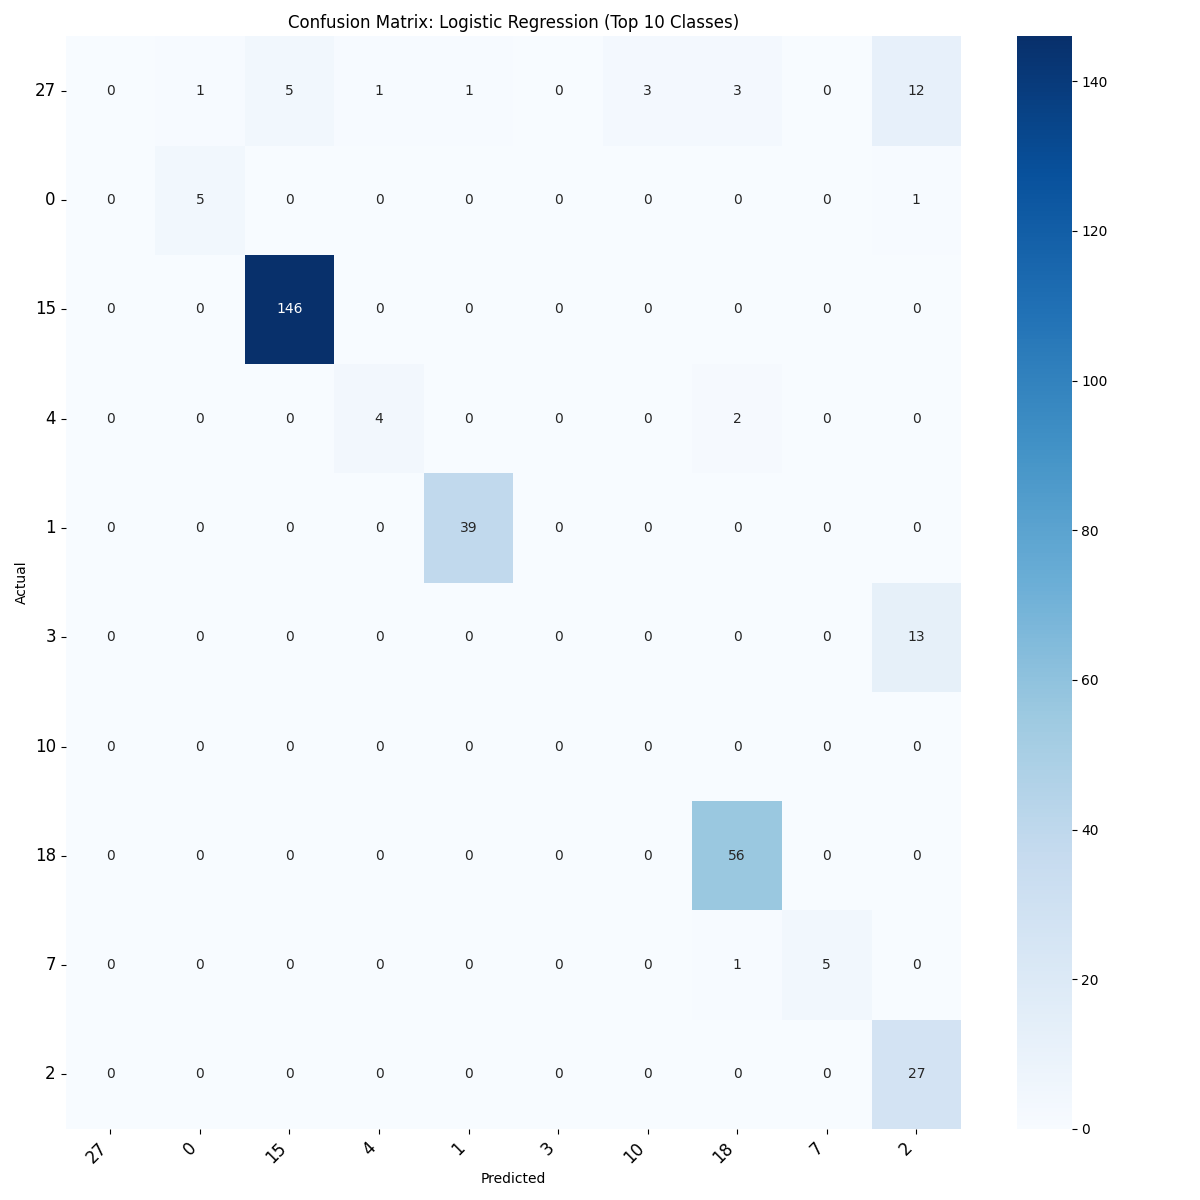 Confusion Matrix: Logistic Regression (Top 10 Classes)
27 0 1 5 1 1 0 3 3 0 12
0 0 5 0 0 0 0 0 0 0 1
15 0 0 146 0 0 0 0 0 0 0
4 0 0 0 4 0 0 0 2 0 0
1 0 0 0 0 39 0 0 0 0 0
3 0 0 0 0 0 0 0 0 0 13
10 0 0 0 0 0 0 0 0 0 0
18 0 0 0 0 0 0 0 56 0 0
7 0 0 0 0 0 0 0 1 5 0
2 0 0 0 0 0 0 0 0 0 27
27 0 15 4 1 3 10 18 7 2
Predicted
Actual
140
120
100
80
60
40
20
0